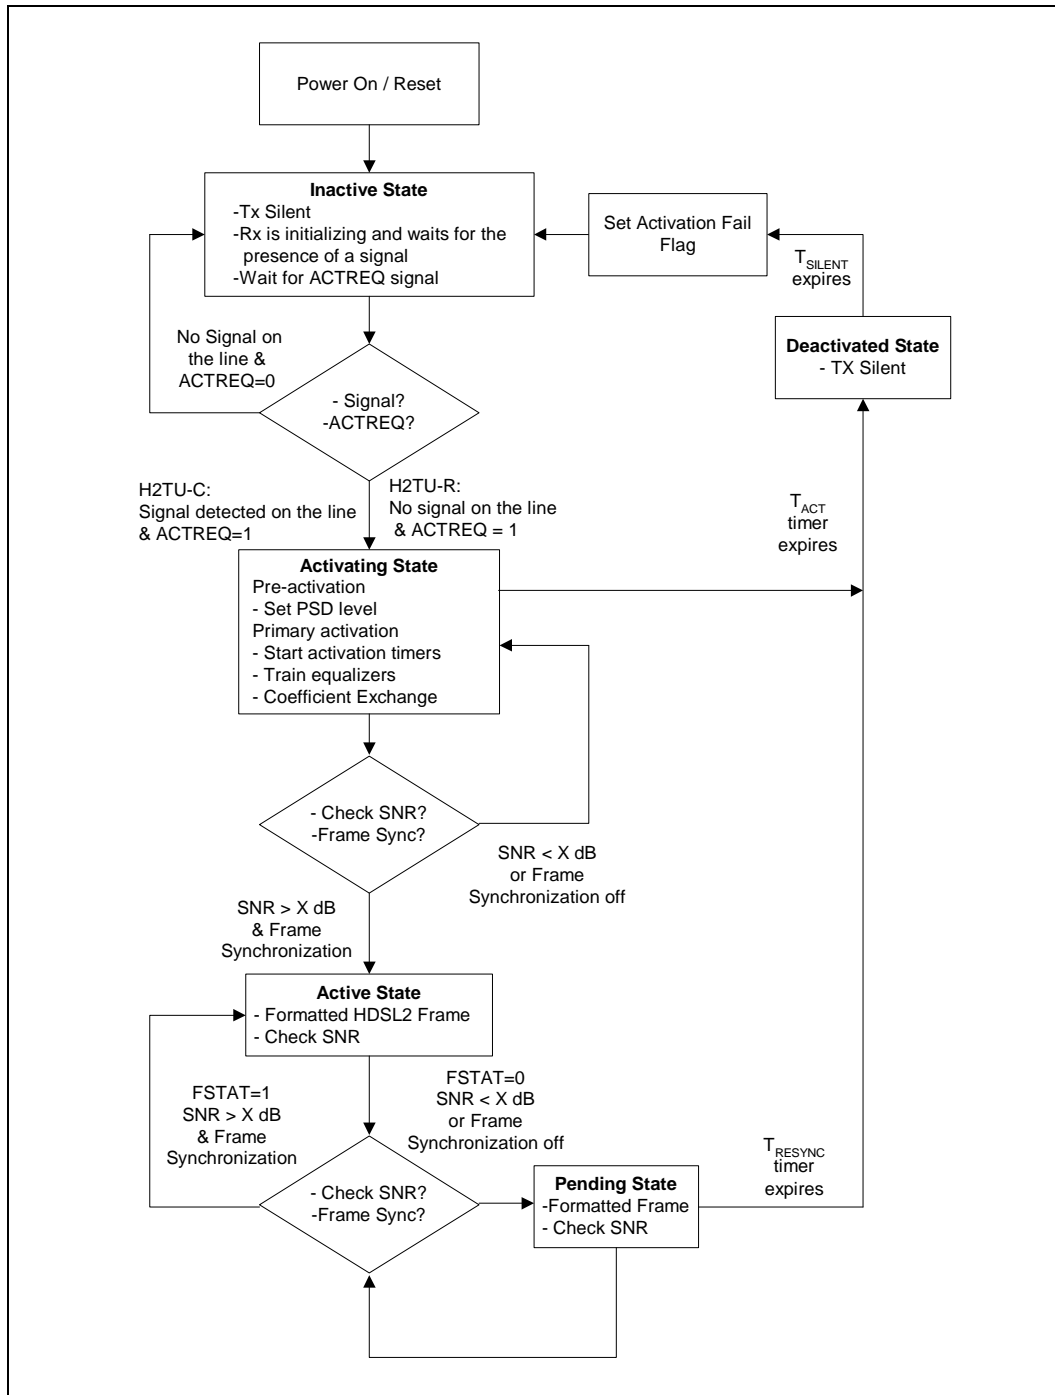 Power On / Reset
Inactive State
-Tx Silent
-Rx is initializing and waits for the
presence of a signal
-Wait for ACTREQ signal
Set Activation Fail
Flag
T_SILENT
expires
Deactivated State
- TX Silent
No Signal on
the line &
ACTREQ=0
- Signal?
-ACTREQ?
H2TU-C:
Signal detected on the line
& ACTREQ=1
H2TU-R:
No signal on the line
& ACTREQ = 1
T_ACT
timer
expires
Activating State
Pre-activation
- Set PSD level
Primary activation
- Start activation timers
- Train equalizers
- Coefficient Exchange
- Check SNR?
-Frame Sync?
SNR < X dB
or Frame
Synchronization off
SNR > X dB
& Frame
Synchronization
Active State
- Formatted HDSL2 Frame
- Check SNR
FSTAT=1
SNR > X dB
& Frame
Synchronization
FSTAT=0
SNR < X dB
or Frame
Synchronization off
- Check SNR?
-Frame Sync?
Pending State
-Formatted Frame
- Check SNR
T_RESYNC
timer
expires